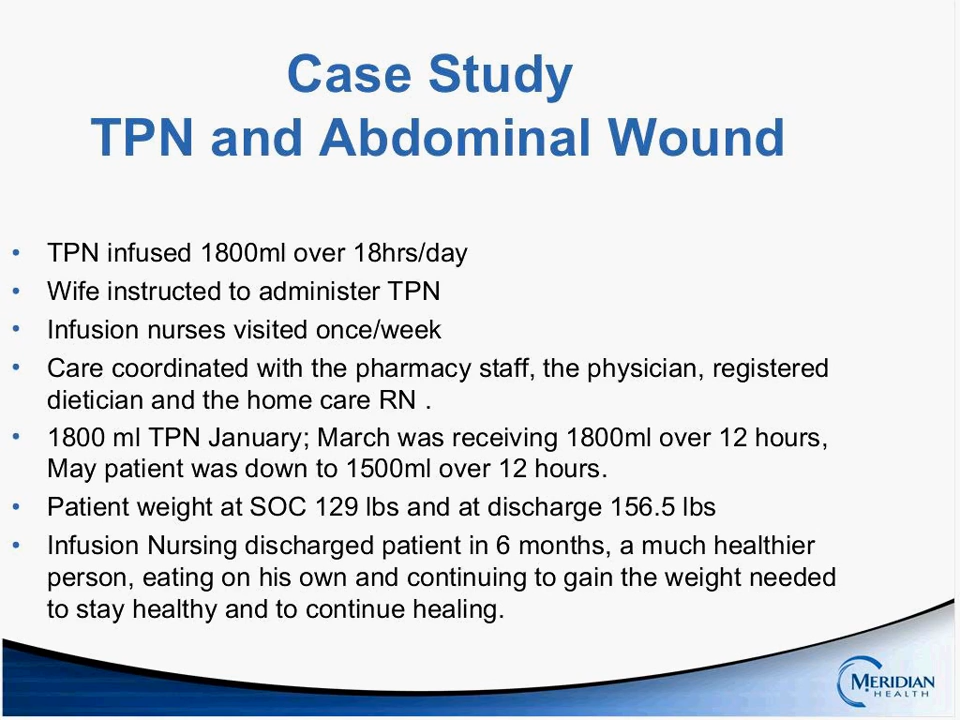 Case Study
TPN and Abdominal Wound
• TPN infused 1800ml over 18hrs/day
• Wife instructed to administer TPN
• Infusion nurses visited once/week
• Care coordinated with the pharmacy staff, the physician, registered
dietician and the home care RN .
• 1800 ml TPN January; March was receiving 1800ml over 12 hours,
May patient was down to 1500ml over 12 hours.
• Patient weight at SOC 129 lbs and at discharge 156.5 lbs
• Infusion Nursing discharged patient in 6 months, a much healthier
person, eating on his own and continuing to gain the weight needed
to stay healthy and to continue healing.
MERIDIAN
HEALTH